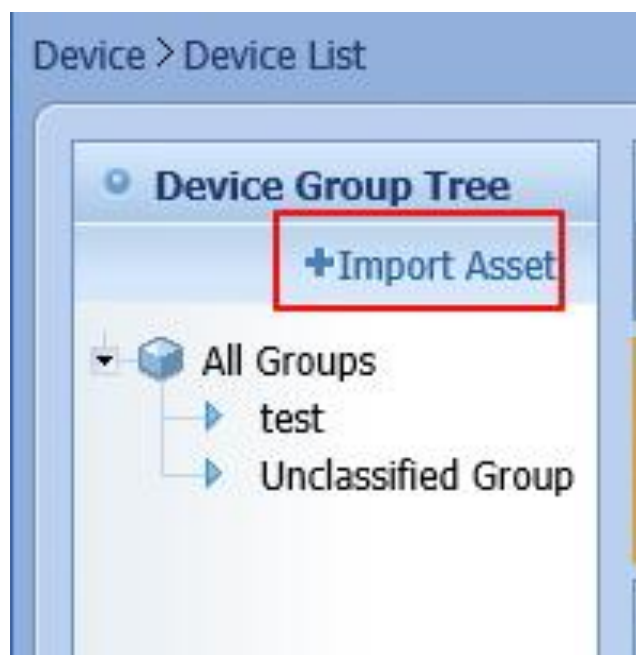 Device > Device List
Device Group Tree
+Import Asset
All Groups
test
Unclassified Group